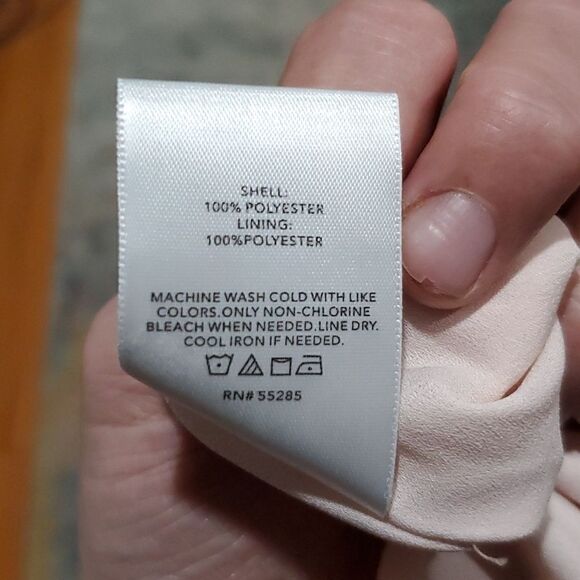 SHELL:
100% POLYESTER
LINING:
100%POLYESTER
MACHINE WASH COLD WITH LIKE
COLORS.ONLY NON-CHLORINE
BLEACH WHEN NEEDED.LINE DRY.
COOL IRON IF NEEDED.
RN# 55285